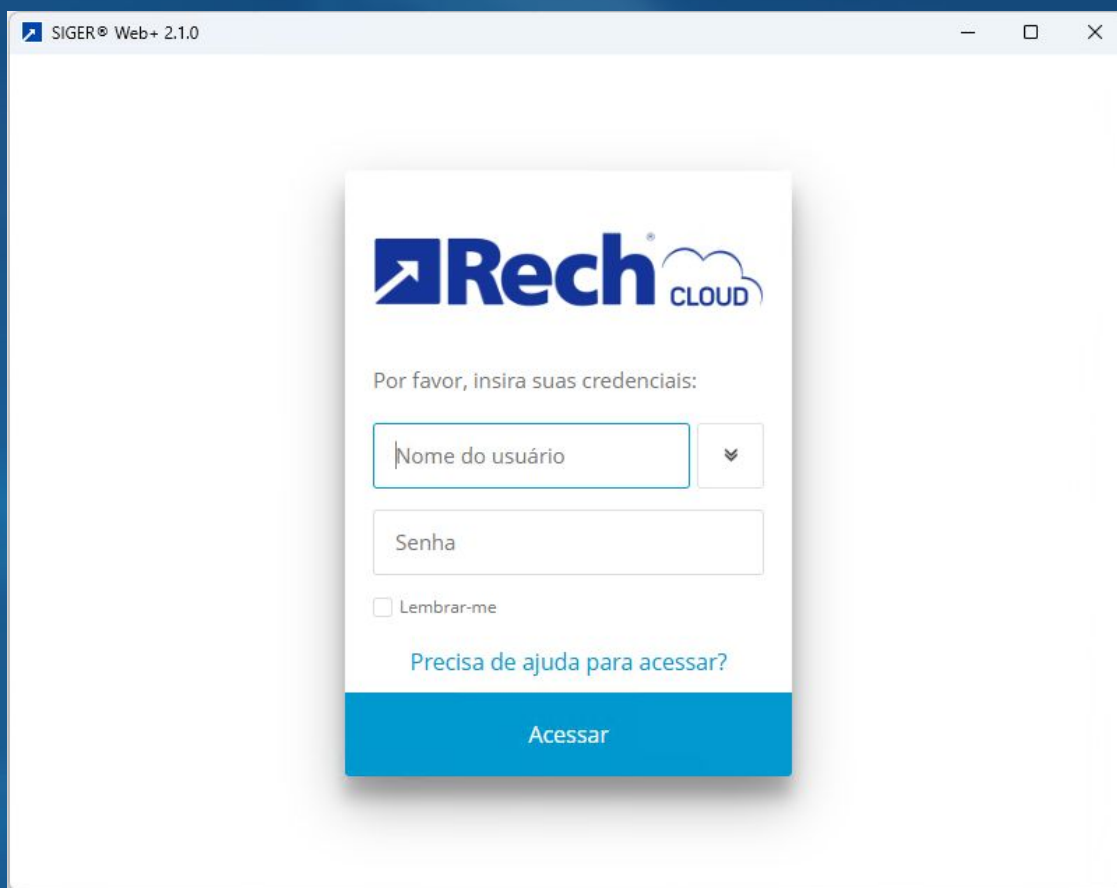 SIGER® Web+ 2.1.0
Rech®
CLOUD
Por favor, insira suas credenciais:
Nome do usuário
Senha
Lembrar-me
Precisa de ajuda para acessar?
Acessar